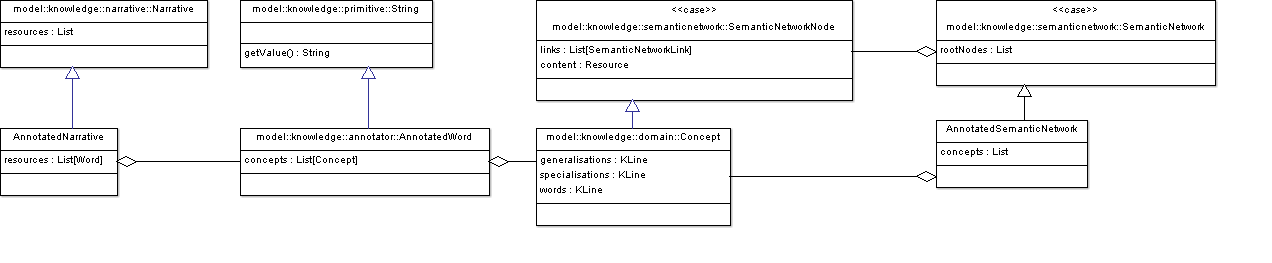 model::knowledge::narrative::Narrative
resources : List
model::knowledge::primitive::String
getValue() : String
<<case>>
model::knowledge::semanticnetwork::SemanticNetworkNode
links : List[SemanticNetworkLink]
content : Resource
<<case>>
model::knowledge::semanticnetwork::SemanticNetwork
rootNodes : List
AnnotatedNarrative
resources : List[Word]
model::knowledge::annotator::AnnotatedWord
concepts : List[Concept]
model::knowledge::domain::Concept
generalisations : KLine
specialisations : KLine
words : KLine
AnnotatedSemanticNetwork
concepts : List